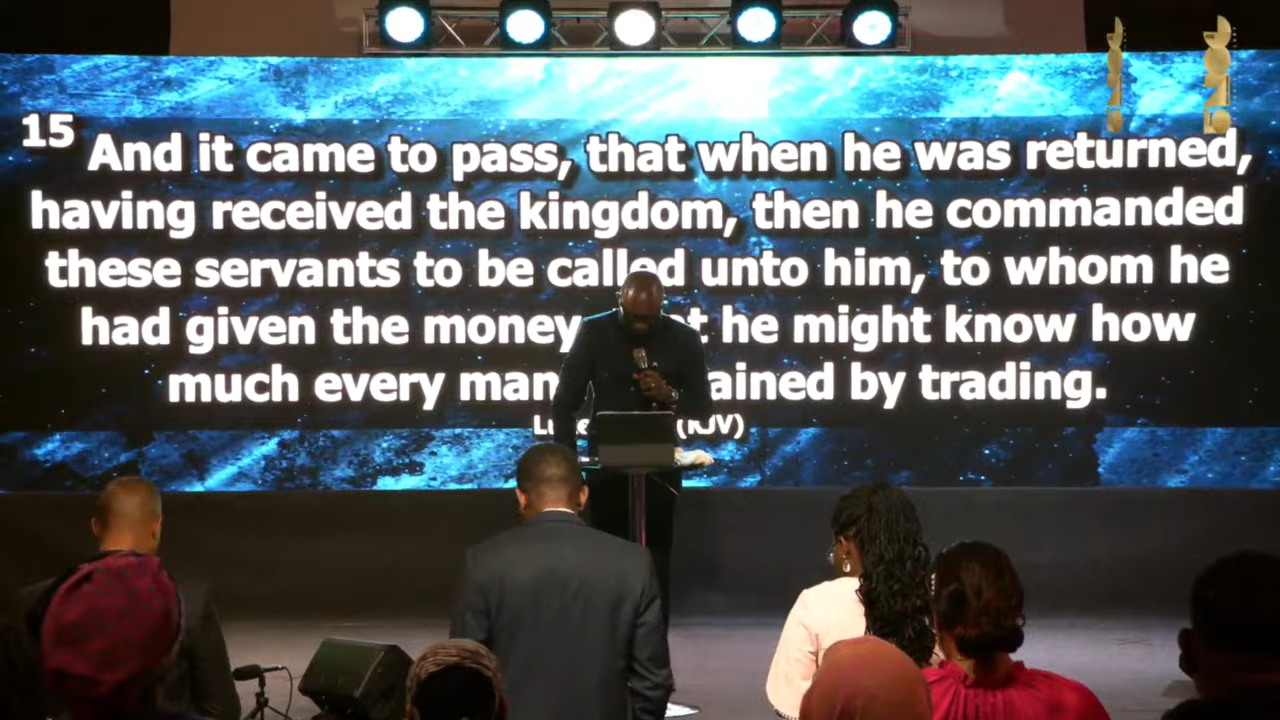 15 And it came to pass, that when he was returned,
having received the kingdom, then he commanded
these servants to be called unto him, to whom he
had given the money he might know how
much every man by trading.
(KJV)